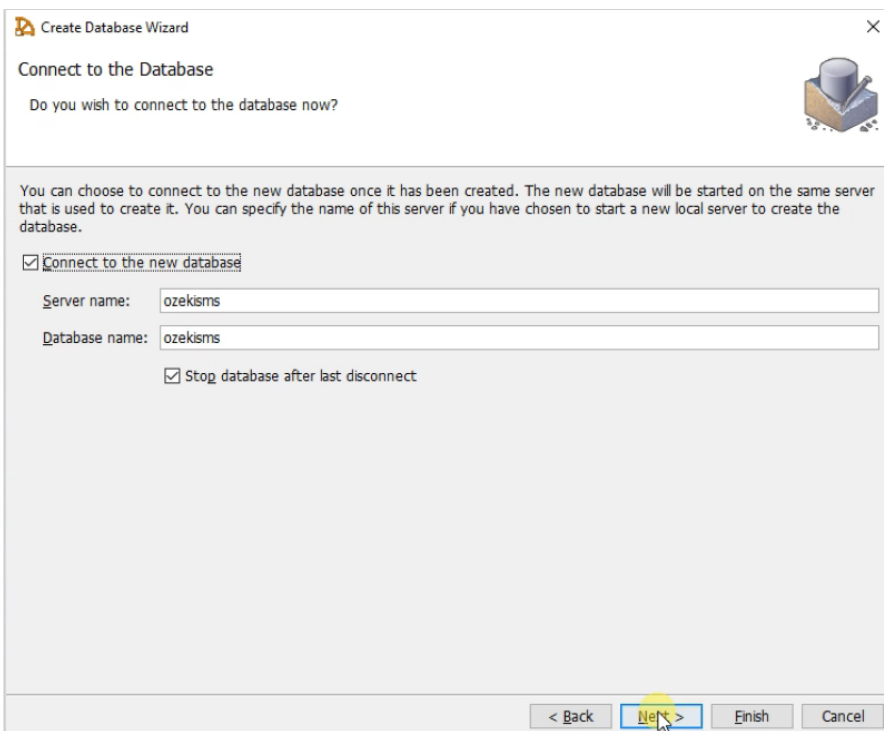 Create Database Wizard
Connect to the Database
Do you wish to connect to the database now?
You can choose to connect to the new database once it has been created. The new database will be started on the same server
that is used to create it. You can specify the name of this server if you have chosen to start a new local server to create the
database.
Connect to the new database
Server name: ozekisms
Database name: ozekisms
Stop database after last disconnect
< Back Next > Finish Cancel